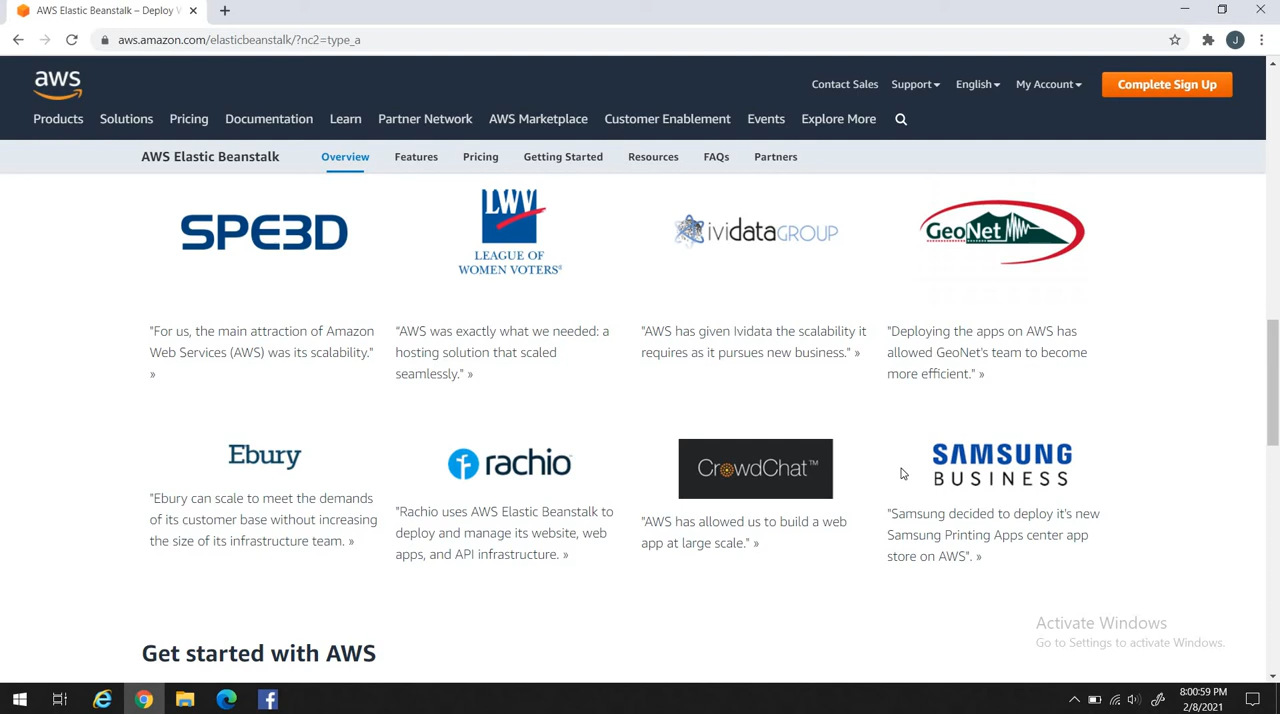 AWS Elastic Beanstalk – Deploy
aws.amazon.com/elasticbeanstalk/?nc2=type_a
J
aws
Contact Sales Support English My Account Complete Sign Up
Products Solutions Pricing Documentation Learn Partner Network AWS Marketplace Customer Enablement Events Explore More
AWS Elastic Beanstalk Overview Features Pricing Getting Started Resources FAQs Partners
SPE3D
LWV
LEAGUE OF
WOMEN VOTERS®
ividataGROUP
GeoNet
"For us, the main attraction of Amazon
Web Services (AWS) was its scalability."
»
"AWS was exactly what we needed: a
hosting solution that scaled
seamlessly." »
"AWS has given Ividata the scalability it
requires as it pursues new business." »
"Deploying the apps on AWS has
allowed GeoNet's team to become
more efficient." »
Ebury
"Ebury can scale to meet the demands
of its customer base without increasing
the size of its infrastructure team. »
rachio
"Rachio uses AWS Elastic Beanstalk to
deploy and manage its website, web
apps, and API infrastructure. »
CrowdChat™
"AWS has allowed us to build a web
app at large scale." »
SAMSUNG
BUSINESS
"Samsung decided to deploy it's new
Samsung Printing Apps center app
store on AWS". »
Get started with AWS
Activate Windows
Go to Settings to activate Windows.
8:00:59 PM
2/8/2021